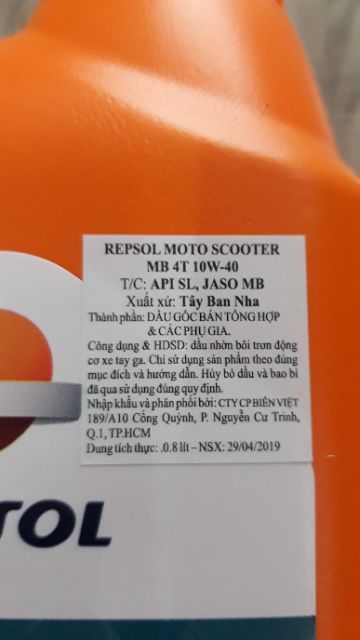 REPSOL MOTO SCOOTER
MB 4T 10W-40
T/C: API SL, JASO MB
Xuất xứ: Tây Ban Nha
Thành phần: DẦU GỐC BÁN TỔNG HỢP
& CÁC PHỤ GIA.
Công dụng & HDSD: dầu nhờn bôi trơn động
cơ xe tay ga. Chỉ sử dụng sản phẩm theo đúng
mục đích và hướng dẫn. Hủy bỏ dầu và bao bì
đã qua sử dụng đúng quy định.
Nhập khẩu và phân phối bởi: CTY CP BIỂN VIỆT
189/A10 Cống Quỳnh, P. Nguyễn Cư Trinh,
Q.1, TP.HCM
Dung tích thực: .0.8 lít – NSX: 29/04/2019
TOL